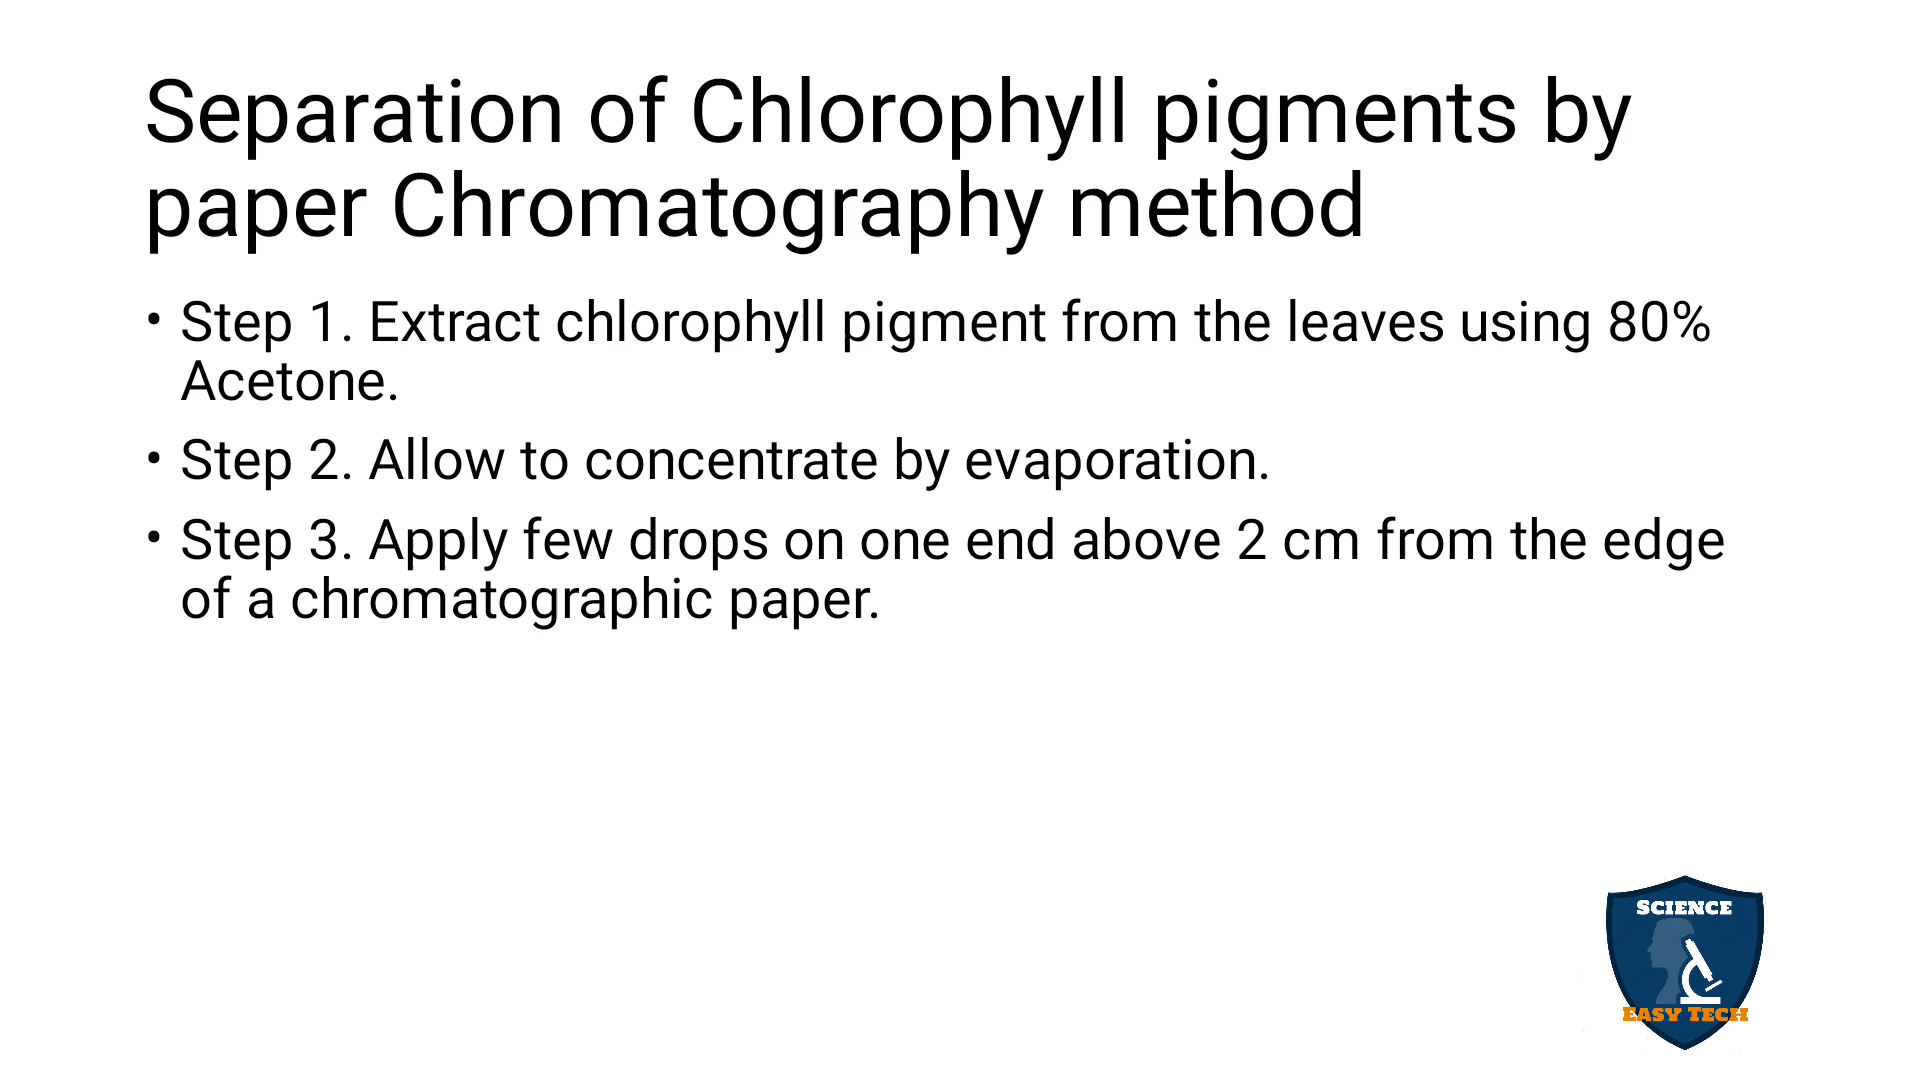 Separation of Chlorophyll pigments by
paper Chromatography method
• Step 1. Extract chlorophyll pigment from the leaves using 80%
Acetone.
• Step 2. Allow to concentrate by evaporation.
• Step 3. Apply few drops on one end above 2 cm from the edge
of a chromatographic paper.
SCIENCE
EASY TECH